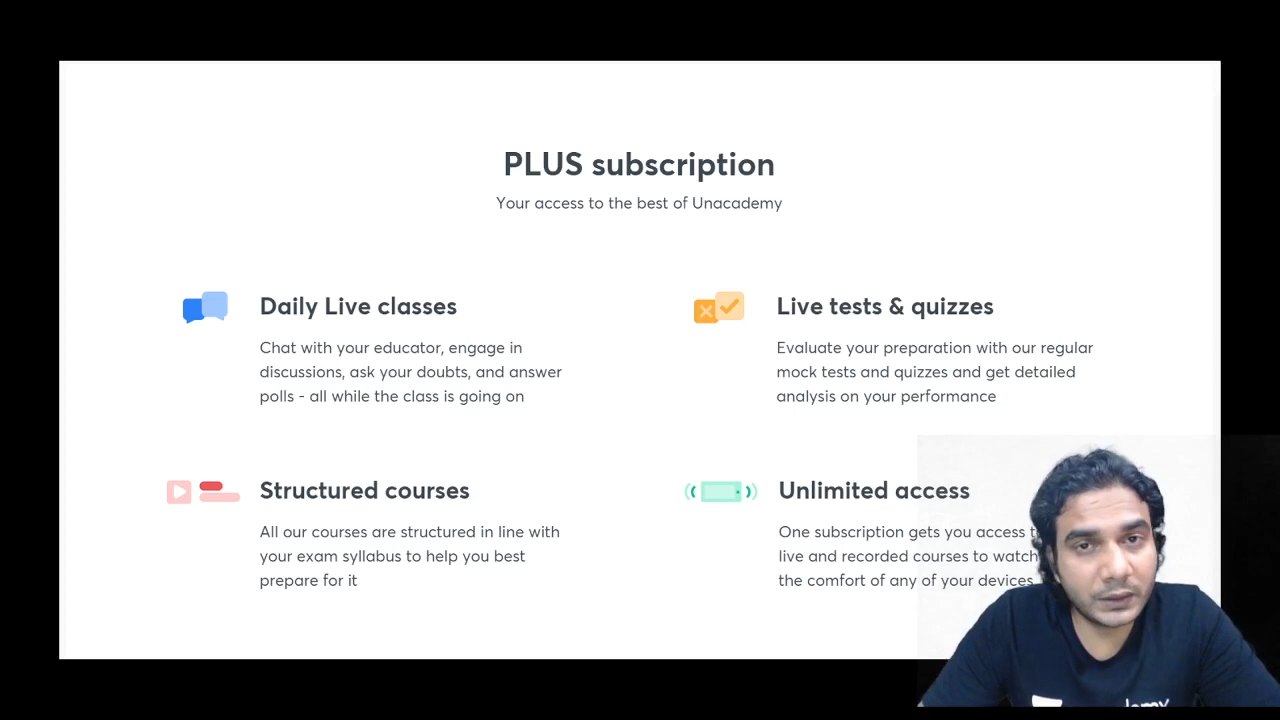 PLUS subscription
Your access to the best of Unacademy
Daily Live classes
Chat with your educator, engage in
discussions, ask your doubts, and answer
polls - all while the class is going on
Live tests & quizzes
Evaluate your preparation with our regular
mock tests and quizzes and get detailed
analysis on your performance
Structured courses
All our courses are structured in line with
your exam syllabus to help you best
prepare for it
Unlimited access
One subscription gets you access
live and recorded courses to watch
the comfort of any of your devices